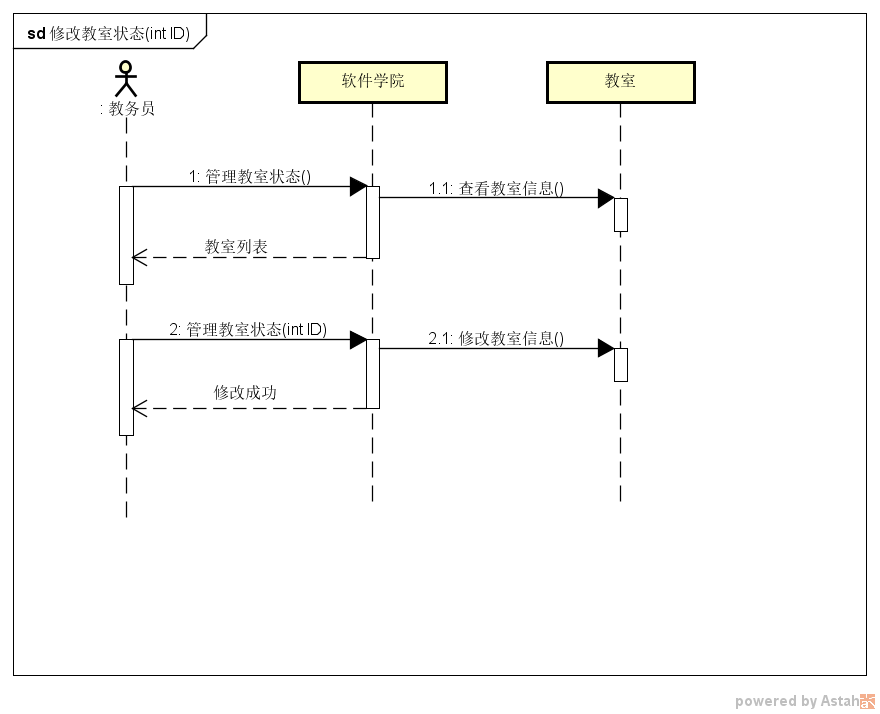 sd 修改教室状态(int ID)
: 教务员
软件学院
教室
1: 管理教室状态()
1.1: 查看教室信息()
教室列表
2: 管理教室状态(int ID)
2.1: 修改教室信息()
修改成功
powered by Astah